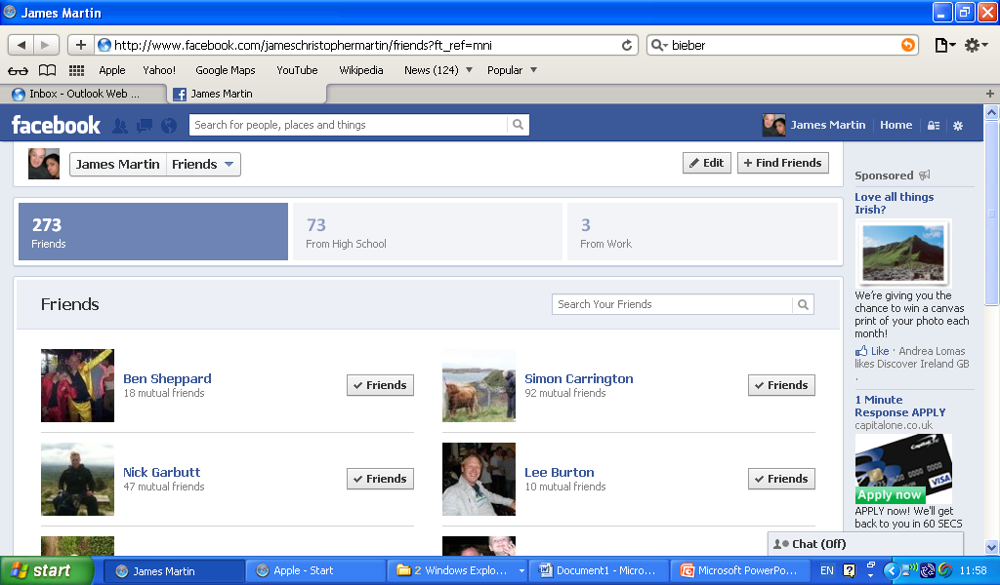 James Martin
http://www.facebook.com/jameschristophermartin/friends?ft_ref=mni
bieber
Apple Yahoo! Google Maps YouTube Wikipedia News (124) Popular
Inbox - Outlook Web ... James Martin
facebook Search for people, places and things James Martin Home
James Martin Friends Edit + Find Friends
273
Friends
73
From High School
3
From Work
Friends Search Your Friends
Ben Sheppard
18 mutual friends
Friends
Simon Carrington
92 mutual friends
Friends
Nick Garbutt
47 mutual friends
Friends
Lee Burton
10 mutual friends
Friends
Sponsored
Love all things
Irish?
We're giving you the
chance to win a canvas
print of your photo each
month!
Like · Andrea Lomas
likes Discover Ireland GB
.
1 Minute
Response APPLY
capitalone.co.uk
Capital One
VISA
Apply now
APPLY now! We'll get
back to you in 60 SECS
Chat (Off)
start James Martin Apple - Start 2 Windows Explo... Document1 - Micro... Microsoft PowerPo... EN 11:58